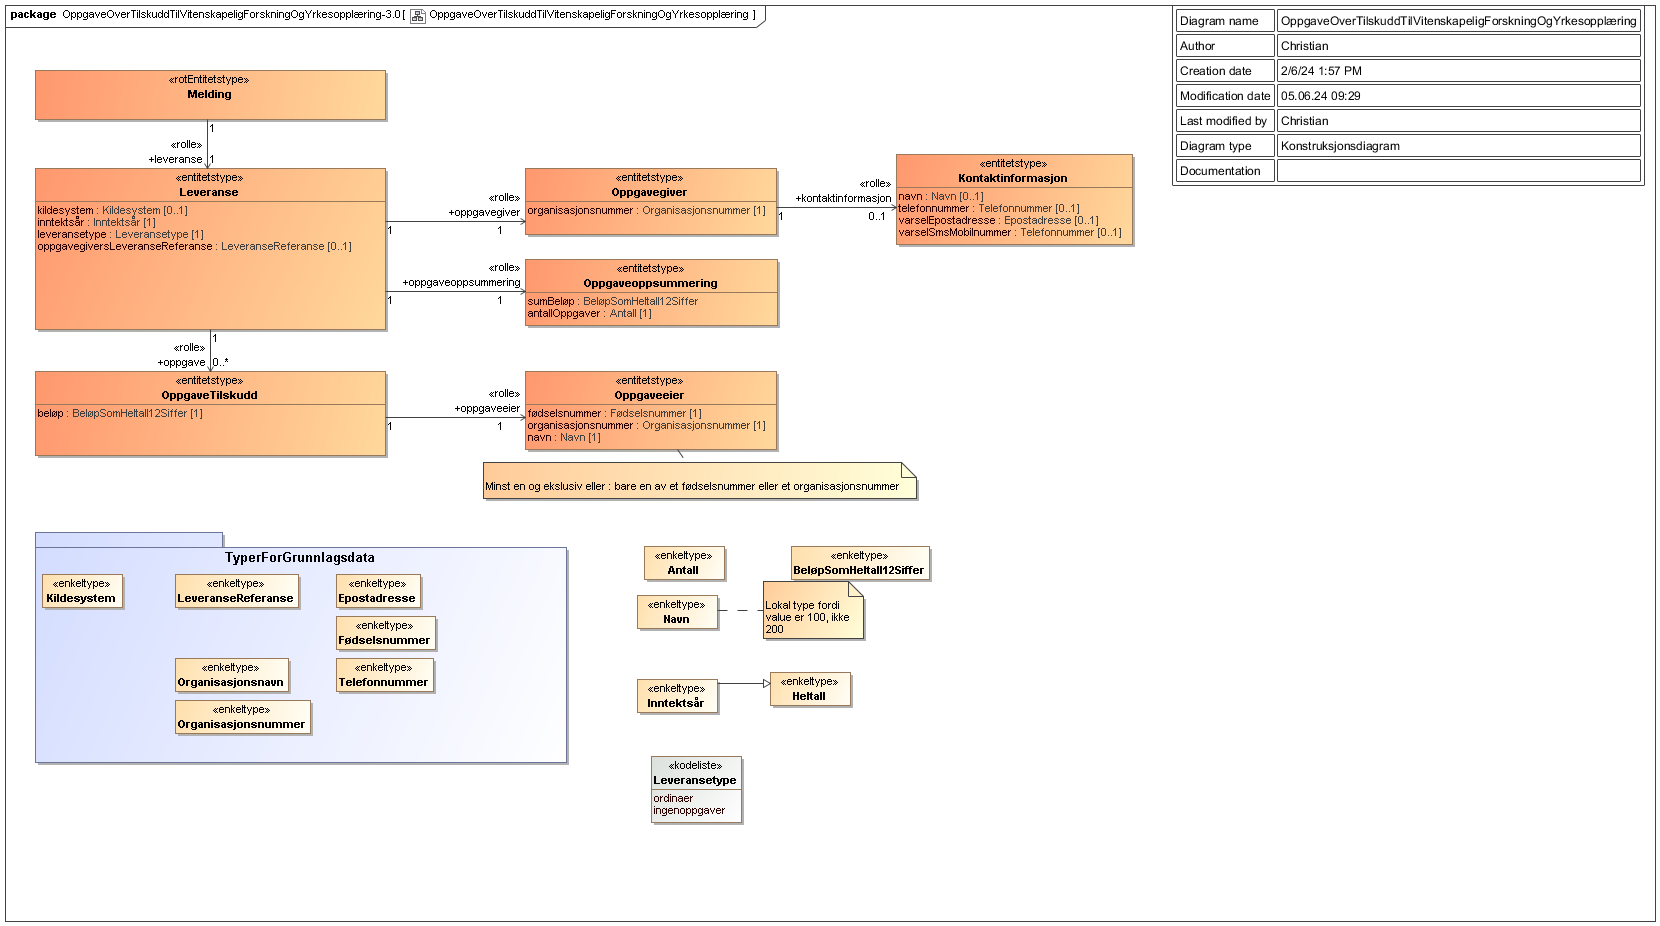 package OppgaveOverTilskuddTilVitenskapeligForskningOgYrkesopplæring-3.0 [ OppgaveOverTilskuddTilVitenskapeligForskningOgYrkesopplæring ]
Diagram name OppgaveOverTilskuddTilVitenskapeligForskningOgYrkesopplæring
Author Christian
Creation date 2/6/24 1:57 PM
Modification date 05.06.24 09:29
Last modified by Christian
Diagram type Konstruksjonsdiagram
Documentation
«rotEntitetstype»
Melding
1
«rolle»
+leveranse 1
«entitetstype»
Leveranse
kildesystem : Kildesystem [0..1]
inntektsår : Inntektsår [1]
leveransetype : Leveransetype [1]
oppgavegiversLeveranseReferanse : LeveranseReferanse [0..1]
«rolle»
+oppgavegiver
1 1
«entitetstype»
Oppgavegiver
organisasjonsnummer : Organisasjonsnummer [1]
«rolle»
+kontaktinformasjon
1 0..1
«entitetstype»
Kontaktinformasjon
navn : Navn [0..1]
telefonnummer : Telefonnummer [0..1]
varselEpostadresse : Epostadresse [0..1]
varselSmsMobilnummer : Telefonnummer [0..1]
«rolle»
+oppgaveoppsummering
1 1
«entitetstype»
Oppgaveoppsummering
sumBeløp : BeløpSomHeltall12Siffer
antallOppgaver : Antall [1]
1
«rolle»
+oppgave 0..*
«entitetstype»
OppgaveTilskudd
beløp : BeløpSomHeltall12Siffer [1]
«rolle»
+oppgaveeier
1 1
«entitetstype»
Oppgaveeier
fødselsnummer : Fødselsnummer [1]
organisasjonsnummer : Organisasjonsnummer [1]
navn : Navn [1]
Minst en og ekslusiv eller : bare en av et fødselsnummer eller et organisasjonsnummer
TyperForGrunnlagsdata
«enkeltype»
Kildesystem
«enkeltype»
LeveranseReferanse
«enkeltype»
Epostadresse
«enkeltype»
Fødselsnummer
«enkeltype»
Organisasjonsnavn
«enkeltype»
Telefonnummer
«enkeltype»
Organisasjonsnummer
«enkeltype»
Antall
«enkeltype»
BeløpSomHeltall12Siffer
«enkeltype»
Navn
Lokal type fordi
value er 100, ikke
200
«enkeltype»
Inntektsår
«enkeltype»
Heltall
«kodeliste»
Leveransetype
ordinaer
ingenoppgaver